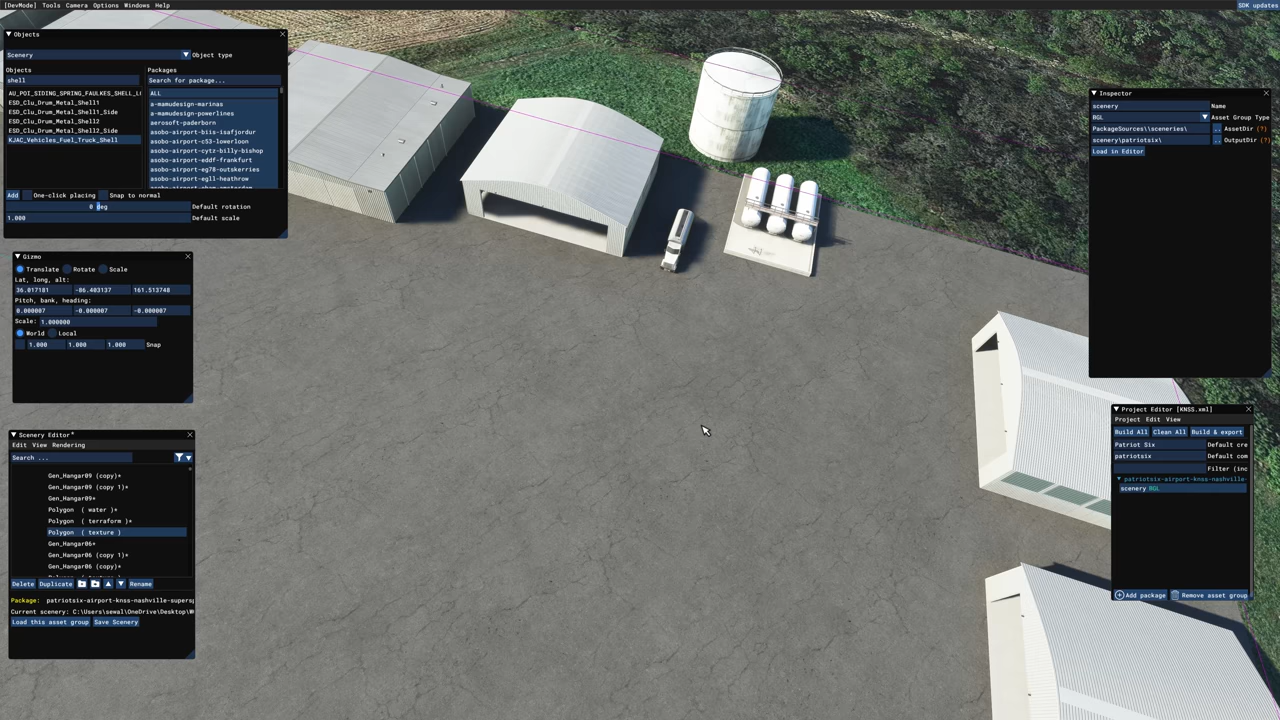 [DevMode] Tools Camera Options Windows Help
SDK updates
Objects
Scenery Object type
Objects Packages
shell Search for package...
AU_POI_SIDING_SPRING_FAULKES_SHELL_L
ESD_Clu_Drum_Metal_Shell1
ESD_Clu_Drum_Metal_Shell1_Side
ESD_Clu_Drum_Metal_Shell2
ESD_Clu_Drum_Metal_Shell2_Side
KJAC_Vehicles_Fuel_Truck_Shell
ALL
a-mamudesign-marinas
a-mamudesign-powerlines
aerosoft-paderborn
asobo-airport-biis-isafjordur
asobo-airport-c53-lowerloon
asobo-airport-cytz-billy-bishop
asobo-airport-eddf-frankfurt
asobo-airport-eg78-outskerries
asobo-airport-egll-heathrow
Add One-click placing Snap to normal
0 deg Default rotation
1.000 Default scale
Gizmo
Translate Rotate Scale
Lat, long, alt:
36.017181 -86.403137 161.513748
Pitch, bank, heading:
0.000007 -0.000007 -0.000007
Scale: 1.000000
World Local
1.000 1.000 1.000 Snap
Scenery Editor*
Edit View Rendering
Search ...
Gen_Hangar09 (copy)*
Gen_Hangar09 (copy 1)*
Gen_Hangar09*
Polygon ( water )*
Polygon ( terraform )*
Polygon ( texture )
Gen_Hangar06*
Gen_Hangar06 (copy 1)*
Gen_Hangar06 (copy)*
Delete Duplicate Rename
Package: patriotsix-airport-knss-nashville-supersp
Current scenery: C:\Users\sewal\OneDrive\Desktop\W
Load this asset group Save Scenery
Inspector
scenery Name
BGL Asset Group Type
PackageSources\\sceneries\ .. AssetDir (?)
scenery\patriotsix\ .. OutputDir (?)
Load in Editor
Project Editor [KNSS.xml]
Project Edit View
Build All Clean All Build & export
Patriot Six Default cre
patriotsix Default com
Filter (inc
patriotsix-airport-knss-nashville-
scenery BGL
Add package Remove asset group